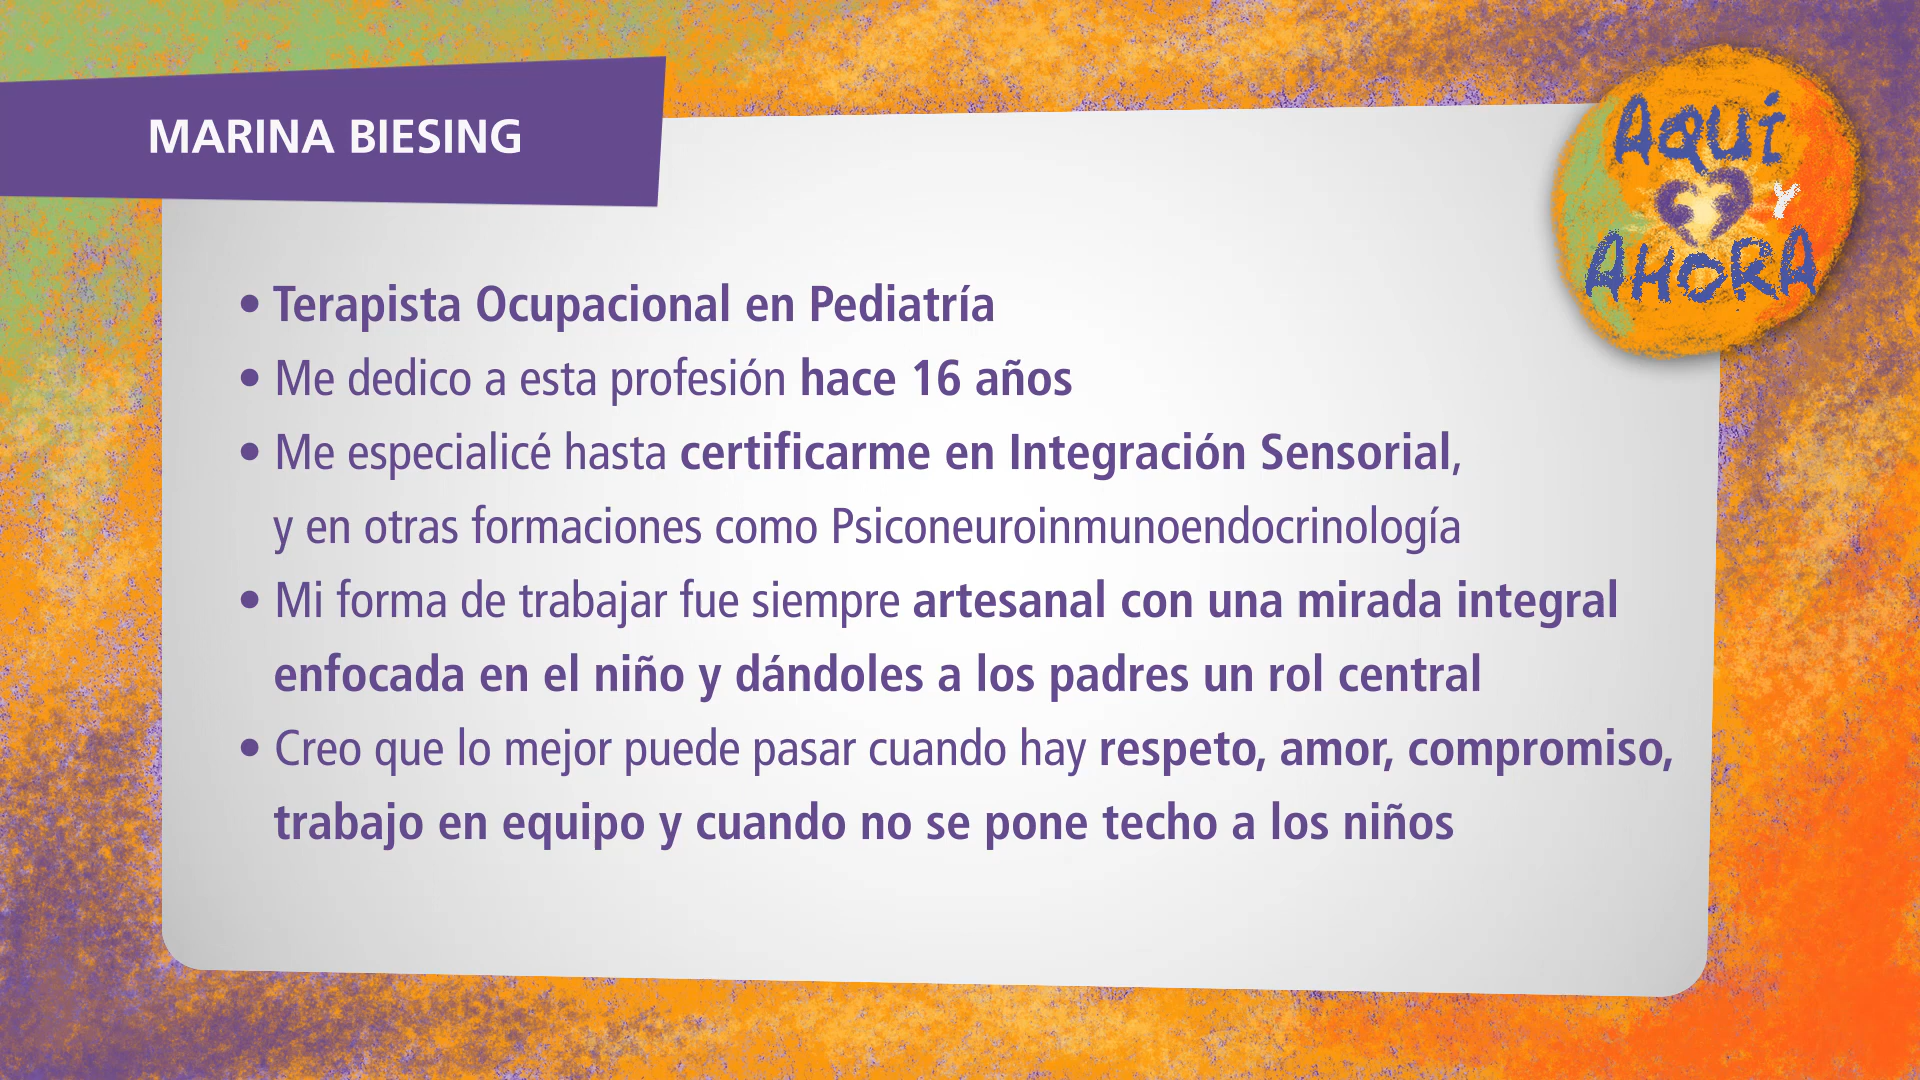 MARINA BIESING
Aquí
y
AHORA
• Terapista Ocupacional en Pediatría
• Me dedico a esta profesión hace 16 años
• Me especialicé hasta certificarme en Integración Sensorial,
y en otras formaciones como Psiconeuroinmunoendocrinología
• Mi forma de trabajar fue siempre artesanal con una mirada integral
enfocada en el niño y dándoles a los padres un rol central
• Creo que lo mejor puede pasar cuando hay respeto, amor, compromiso,
trabajo en equipo y cuando no se pone techo a los niños